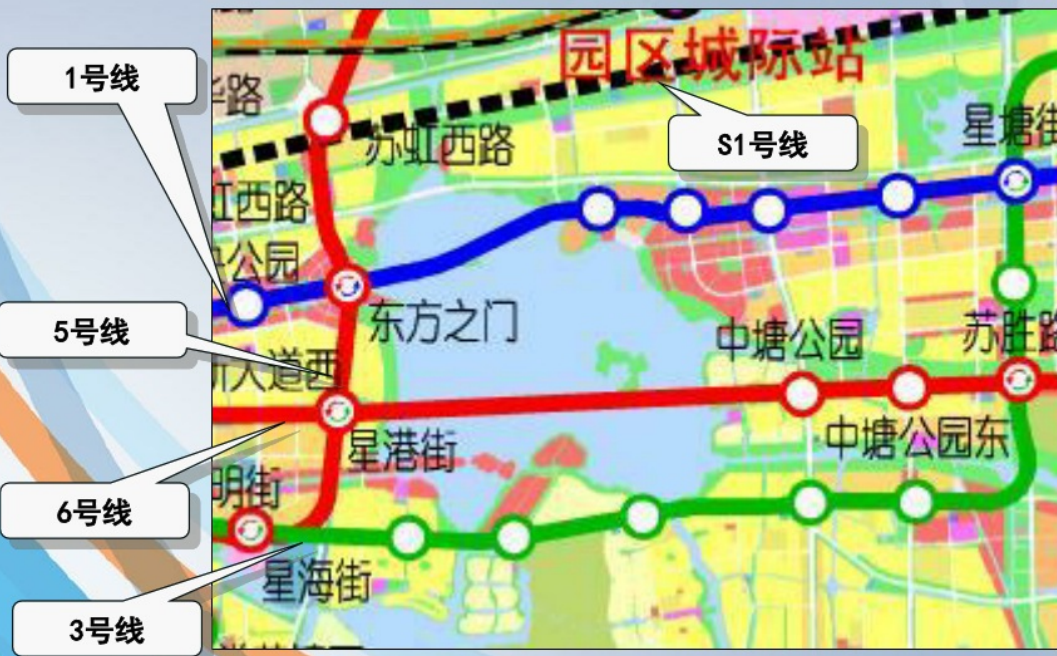 1号线
园区城际站
华路
苏虹西路
S1号线
星塘街
虹西路
央公园
东方之门
5号线
中塘公园
苏胜路
新大道西
星港街
中塘公园东
6号线
明街
星海街
3号线